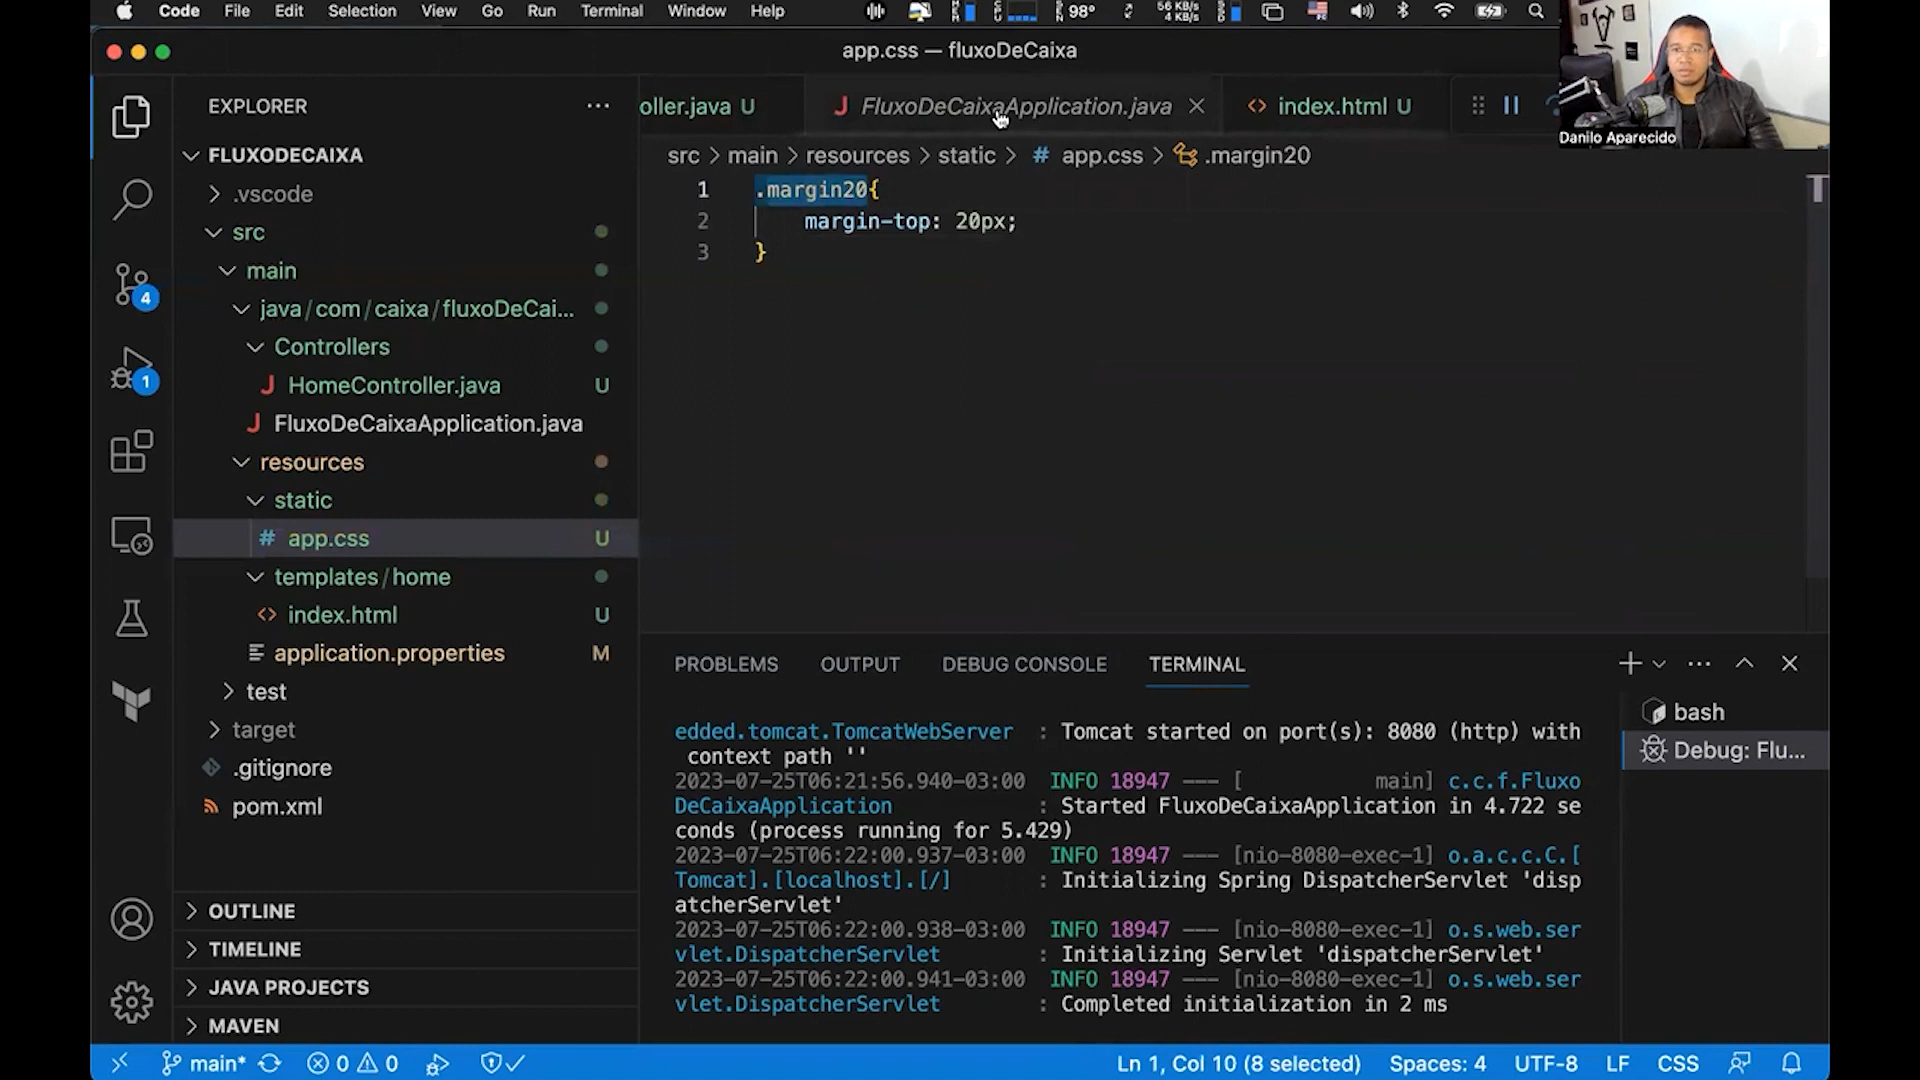 Code File Edit Selection View Go Run Terminal Window Help 98° 56 KB/s 4 KB/s
app.css — fluxoDeCaixa
Danilo Aparecido
EXPLORER
oller.java U FluxoDeCaixaApplication.java index.html U
src > main > resources > static > # app.css > .margin20
FLUXODECAIXA
.vscode
src
main
java/com/caixa/fluxoDeCai...
Controllers
HomeController.java U
FluxoDeCaixaApplication.java
resources
static
# app.css U
templates/home
index.html U
application.properties M
test
target
.gitignore
pom.xml
OUTLINE
TIMELINE
JAVA PROJECTS
MAVEN
4
1
1 .margin20{
2 margin-top: 20px;
3 }
PROBLEMS OUTPUT DEBUG CONSOLE TERMINAL
edded.tomcat.TomcatWebServer : Tomcat started on port(s): 8080 (http) with
context path ''
2023-07-25T06:21:56.940-03:00 INFO 18947 --- [ main] c.c.f.Fluxo
DeCaixaApplication : Started FluxoDeCaixaApplication in 4.722 se
conds (process running for 5.429)
2023-07-25T06:22:00.937-03:00 INFO 18947 --- [nio-8080-exec-1] o.a.c.c.C.[
Tomcat].[localhost].[/] : Initializing Spring DispatcherServlet 'disp
atcherServlet'
2023-07-25T06:22:00.938-03:00 INFO 18947 --- [nio-8080-exec-1] o.s.web.ser
vlet.DispatcherServlet : Initializing Servlet 'dispatcherServlet'
2023-07-25T06:22:00.941-03:00 INFO 18947 --- [nio-8080-exec-1] o.s.web.ser
vlet.DispatcherServlet : Completed initialization in 2 ms
bash
Debug: Flu...
main* 0 0 Ln 1, Col 10 (8 selected) Spaces: 4 UTF-8 LF CSS